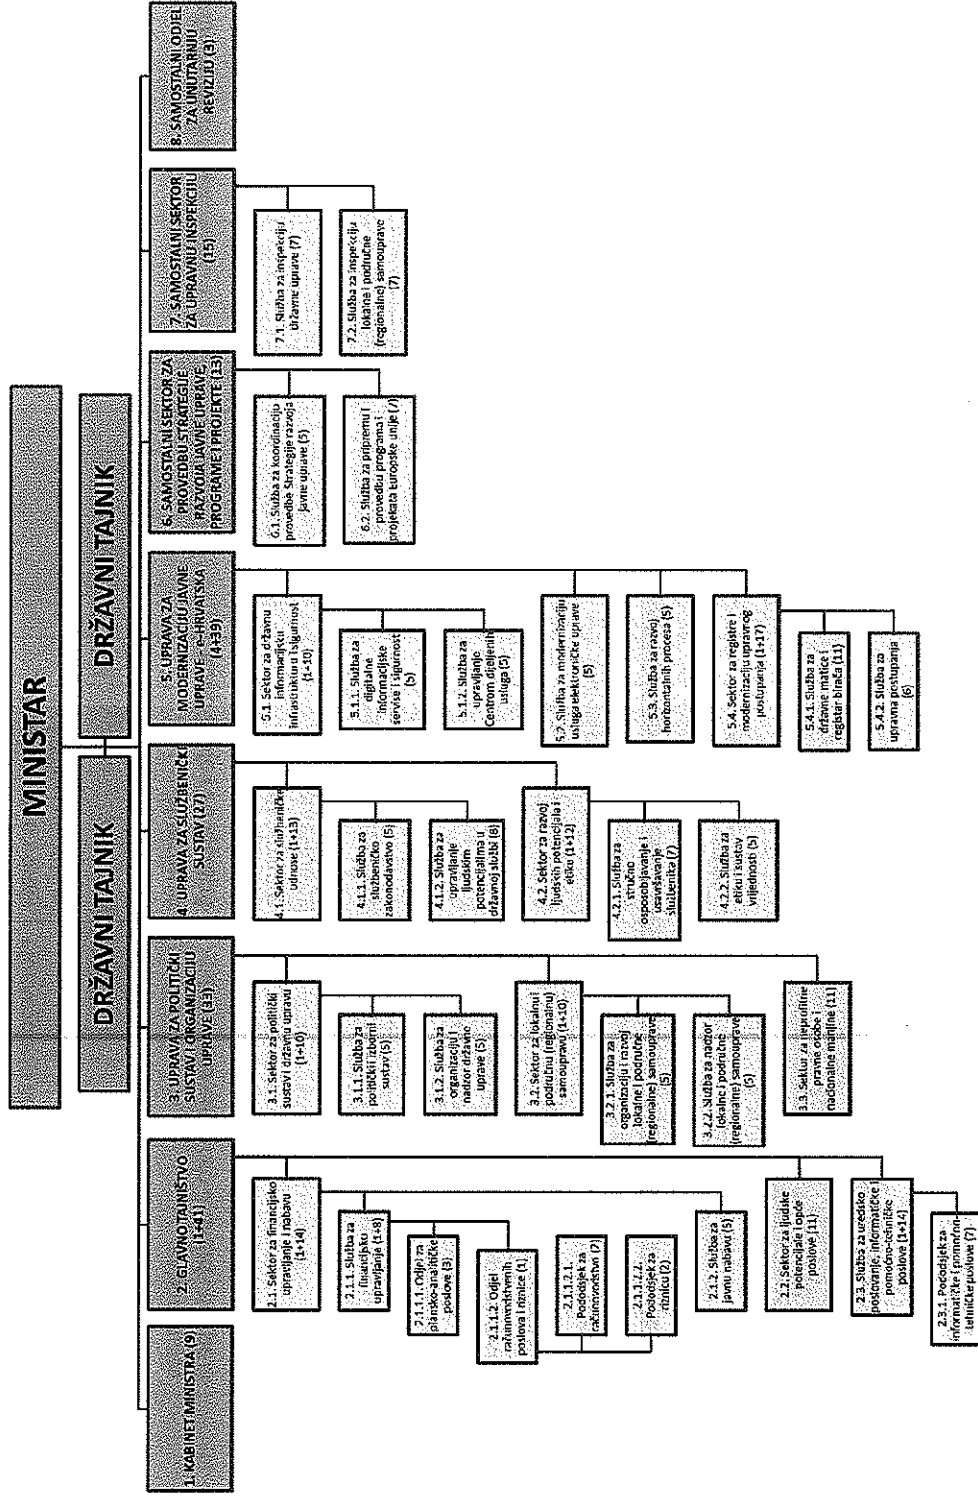 MINISTAR
DRŽAVNI TAJNIK
DRŽAVNI TAJNIK
1. KABINET MINISTRA (9)
2. GLAVNO TAJNIŠTVO
(1+41)
2.1. Sektor za financijsko
upravljanje i nabavu
(1+14)
2.1.1. Služba za
financijsko
upravljanje (1+8)
2.1.1.1. Odjel za
plansko-analitičke
poslove (3)
2.1.1.2. Odjel
računovodstvenih
poslova i riznice (1)
2.1.1.2.1.
Pododsjek za
računovodstvo (2)
2.1.1.2.2.
Pododsjek za
riznicu (2)
2.1.2. Služba za
javnu nabavu (5)
2.2. Sektor za ljudske
potencijale i opće
poslove (11)
2.3. Služba za uredsko
poslovanje, informatičke i
pomoćno-tehničke
poslove (1+14)
2.3.1. Pododsjek za
informatičke i pomoćno-
tehničke poslove (7)
3. UPRAVA ZA POLITIČKI
SUSTAV I ORGANIZACIJU
UPRAVE (33)
3.1. Sektor za politički
sustav i državnu upravu
(1+10)
3.1.1. Služba za
politički i izborni
sustav (5)
3.1.2. Služba za
organizaciju i
nadzor državne
uprave (5)
3.2. Sektor za lokalnu i
područnu (regionalnu)
samoupravu (1+10)
3.2.1. Služba za
organizaciju i razvoj
lokalne i područne
(regionalne) samouprave
(5)
3.2.2. Služba za nadzor
lokalne i područne
(regionalne) samouprave
(5)
3.3. Sektor za neprofitne
pravne osobe i
nacionalne manjine (11)
4. UPRAVA ZA SLUŽBENIČKI
SUSTAV (27)
4.1. Sektor za službeničke
odnose (1+13)
4.1.1. Služba za
službeničko
zakonodavstvo (5)
4.1.2. Služba za
upravljanje
ljudskim
potencijalima u
državnoj službi (8)
4.2. Sektor za razvoj
ljudskih potencijala i
etiku (1+12)
4.2.1. Služba za
stručno
osposobljavanje i
usavršavanje
službenika (7)
4.2.2. Služba za
etiku i sustav
vrijednosti (5)
5. UPRAVA ZA
MODERNIZACIJU JAVNE
UPRAVE - e-HRVATSKA
(4+39)
5.1. Sektor za državnu
informacijsku
infrastrukturu i sigurnost
(1+10)
5.1.1. Služba za
digitalne
informacijske
servise i sigurnost
(5)
5.1.2. Služba za
upravljanje
Centrom dijeljenih
usluga (5)
5.2. Služba za modernizaciju
usluga elektroničke uprave
(5)
5.3. Služba za razvoj
horizontalnih procesa (5)
5.4. Sektor za registre i
modernizaciju upravnog
postupanja (1+17)
5.4.1. Služba za
državne matice i
registar birača (11)
5.4.2. Služba za
upravna postupanja
(6)
6. SAMOSTALNI SEKTOR ZA
PROVEDBU STRATEGIJE
RAZVOJA JAVNE UPRAVE,
PROGRAME I PROJEKTE (13)
6.1. Služba za koordinaciju
provedbe Strategije razvoja
javne uprave (5)
6.2. Služba za pripremu i
provedbu programa i
projekata Europske unije (7)
7. SAMOSTALNI SEKTOR
ZA UPRAVNU INSPEKCIJU
(15)
7.1. Služba za inspekciju
državne uprave (7)
7.2. Služba za inspekciju
lokalne i područne
(regionalne) samouprave
(7)
8. SAMOSTALNI ODJEL
ZA UNUTARNJU
REVIZIJU (3)